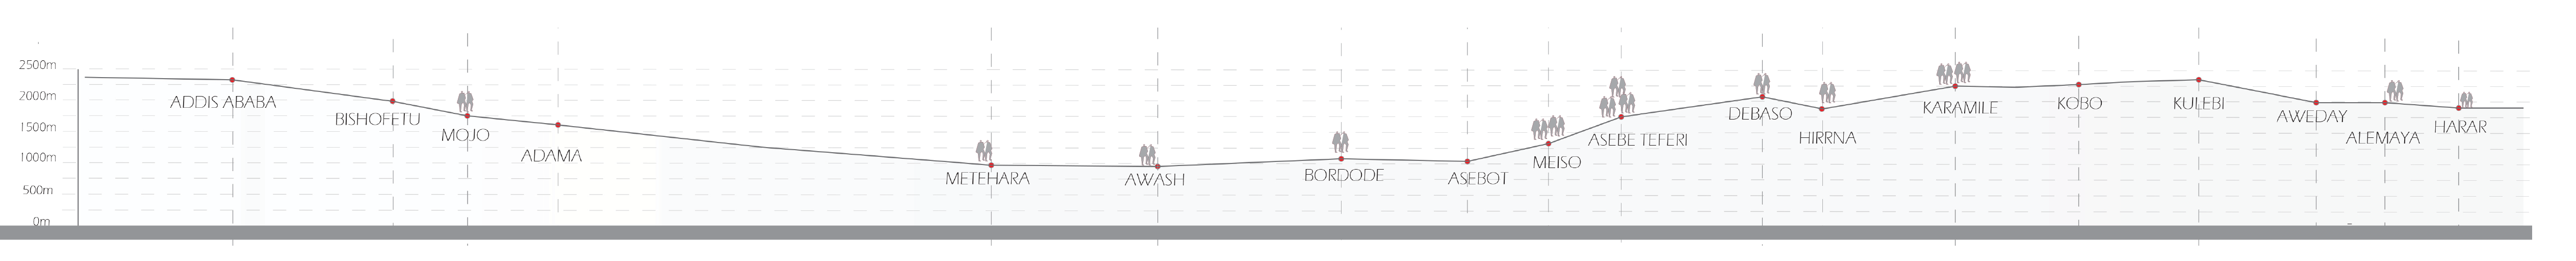 2500m
2000m
1500m
1000m
500m
0m
ADDIS ABABA
BISHOFETU
MOJO
ADAMA
METEHARA
AWASH
BORDODE
ASEBOT
MEISO
ASEBE TEFERI
DEBASO
HIRRNA
KARAMILE
KOBO
KULEBI
AWEDAY
ALEMAYA
HARAR